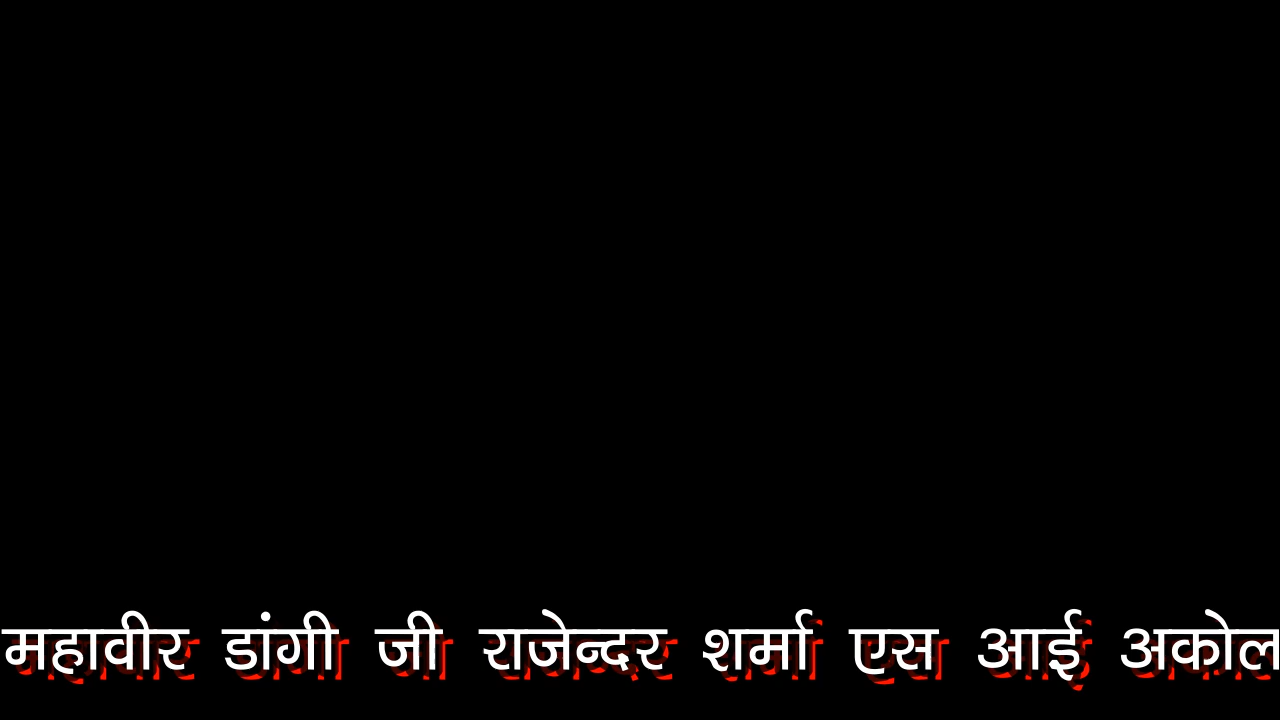 महावीर डांगी जी राजेन्दर शर्मा एस आई अकोल